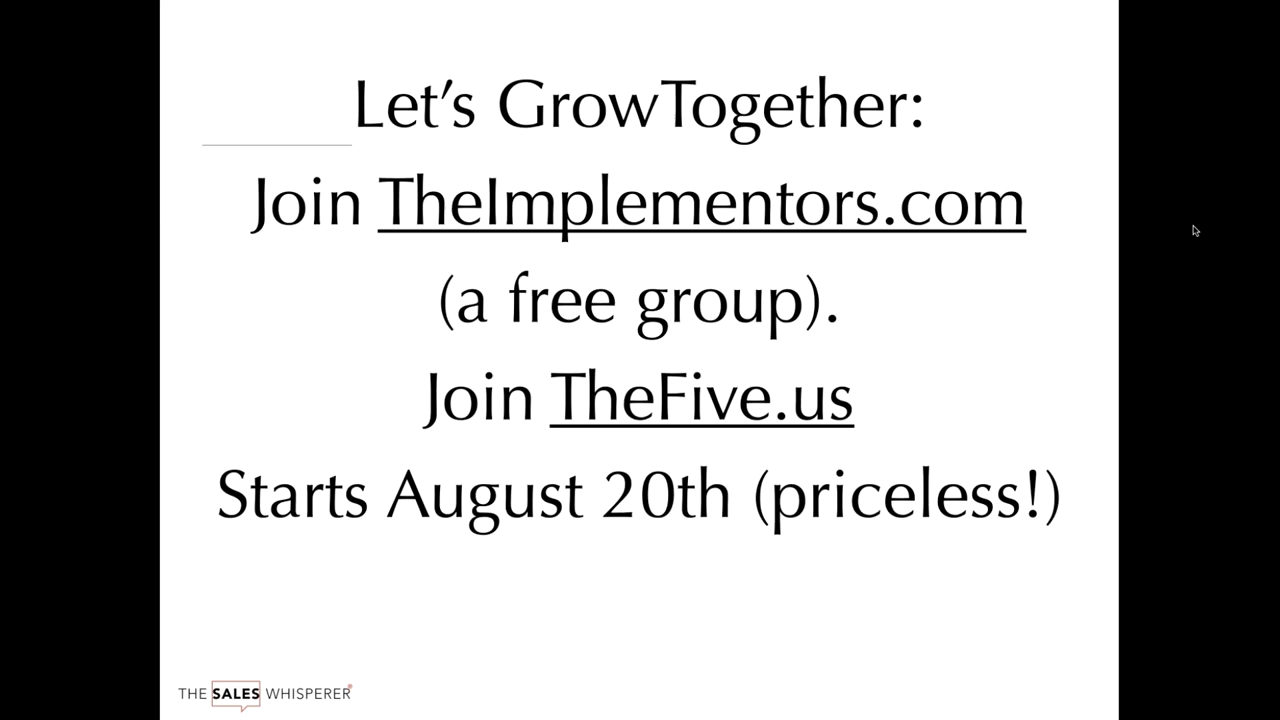 Let’s GrowTogether:
Join TheImplementors.com
(a free group).
Join TheFive.us
Starts August 20th (priceless!)
THE SALES WHISPERER®